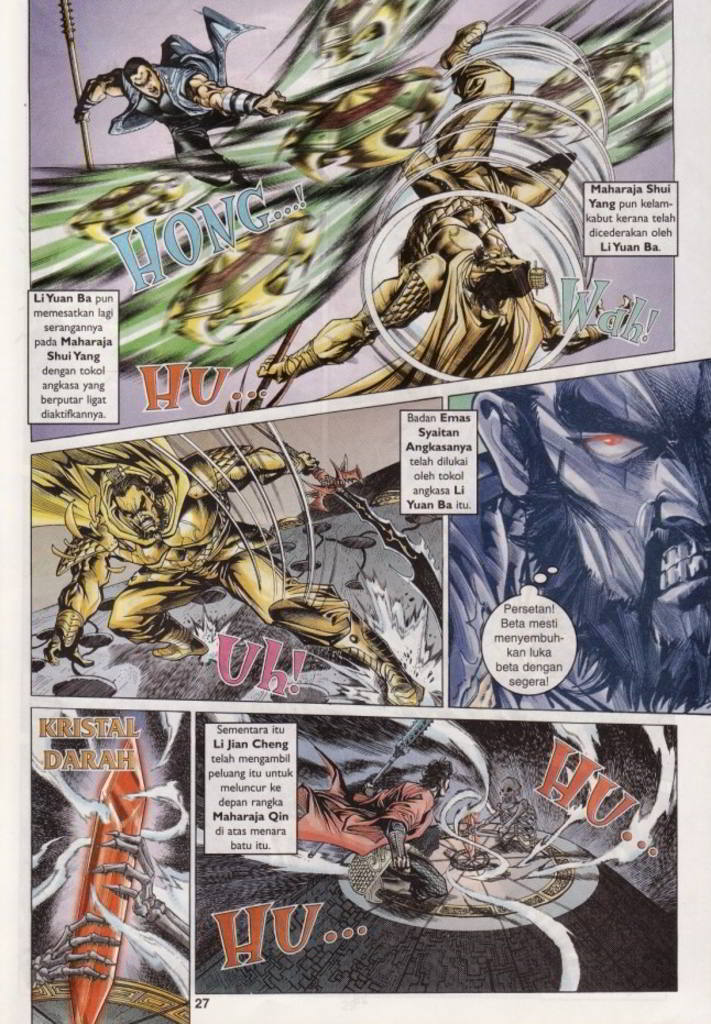 HONG...!
Maharaja Shui
Yang pun kelam-
kabut kerana telah
dicederakan oleh
Li Yuan Ba.
Wah!
Li Yuan Ba pun
memesatkan lagi
serangannya
pada Maharaja
Shui Yang
dengan tokol
angkasa yang
berputar ligat
diaktifkannya.
HU...
Badan Emas
Syaitan
Angkasanya
telah dilukai
oleh tokol
angkasa Li
Yuan Ba itu.
Uh!
Persetan!
Beta mesti
menyembuh-
kan luka
beta dengan
segera!
KRISTAL
DARAH
Sementara itu
Li Jian Cheng
telah mengambil
peluang itu untuk
meluncur ke
depan rangka
Maharaja Qin
di atas menara
batu itu.
HU...
HU...
27